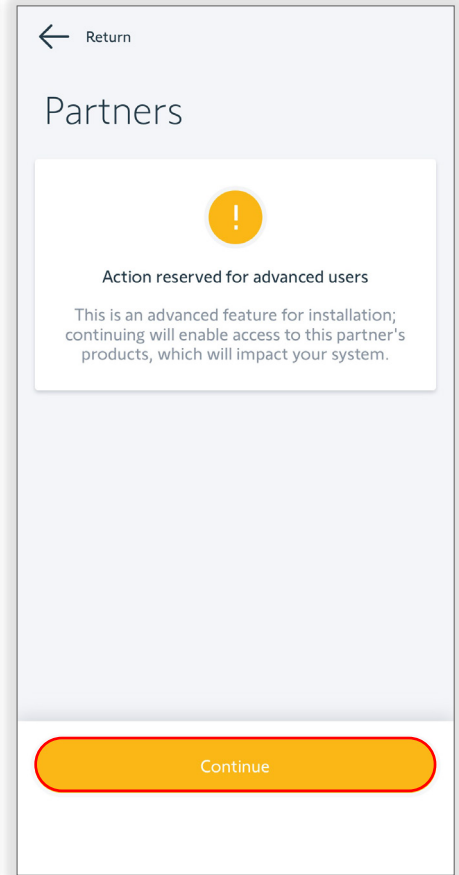 Return
Partners
!
Action reserved for advanced users
This is an advanced feature for installation;
continuing will enable access to this partner's
products, which will impact your system.
Continue